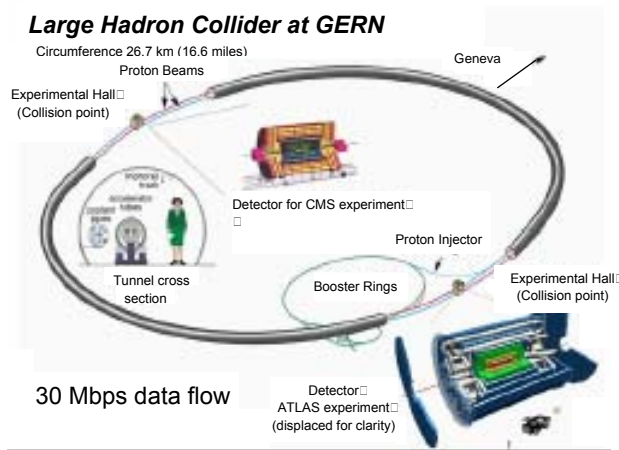 Large Hadron Collider at GERN
Circumference 26.7 km (16.6 miles)
Proton Beams
Geneva
Experimental Hall□
(Collision point)
accelerator
tubes
Detector for CMS experiment□
□
Proton Injector
Tunnel cross
section
Booster Rings
Experimental Hall□
(Collision point)
30 Mbps data flow
Detector□
ATLAS experiment□
(displaced for clarity)